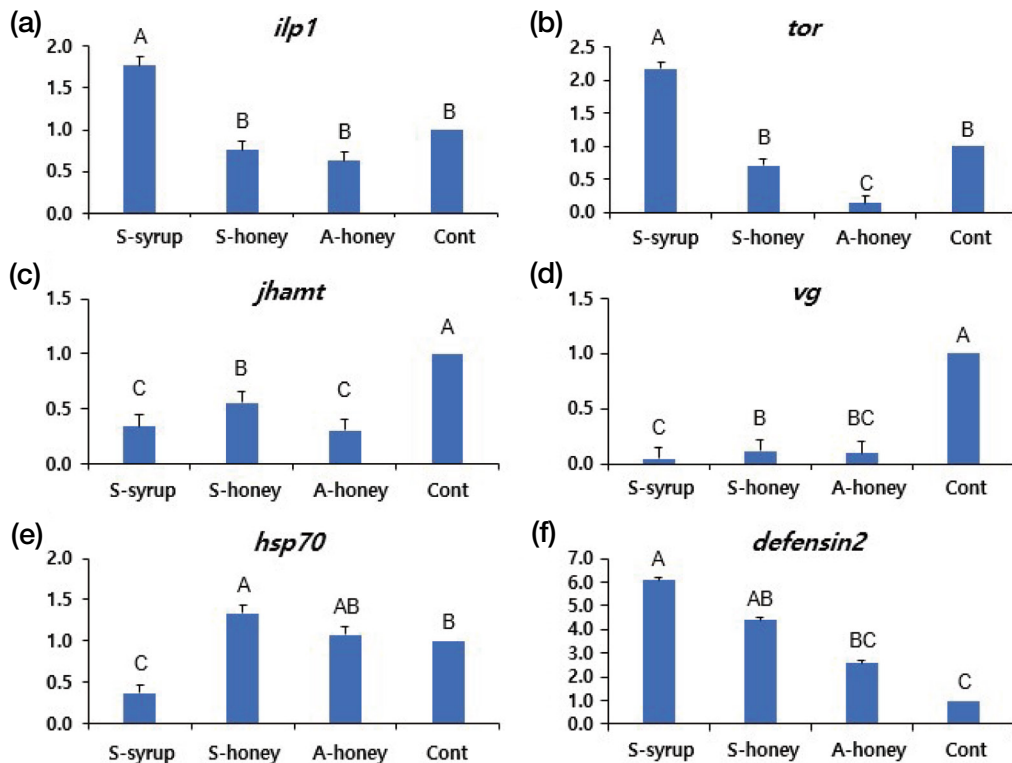 (a) ilp1
A
2.0
1.5
B
B
B
1.0
0.5
0.0
S-syrup S-honey A-honey Cont
(b) tor
A
2.5
2.0
1.5
B
B
1.0
C
0.5
0.0
S-syrup S-honey A-honey Cont
(c) jhamt
1.5
A
1.0
C
B
C
0.5
0.0
S-syrup S-honey A-honey Cont
(d) vg
1.5
A
1.0
C
B
BC
0.5
0.0
S-syrup S-honey A-honey Cont
(e) hsp70
2.0
A
AB
B
1.5
1.0
C
0.5
0.0
S-syrup S-honey A-honey Cont
(f) defensin2
A
7.0
6.0
AB
5.0
4.0
BC
3.0
2.0
C
1.0
0.0
S-syrup S-honey A-honey Cont